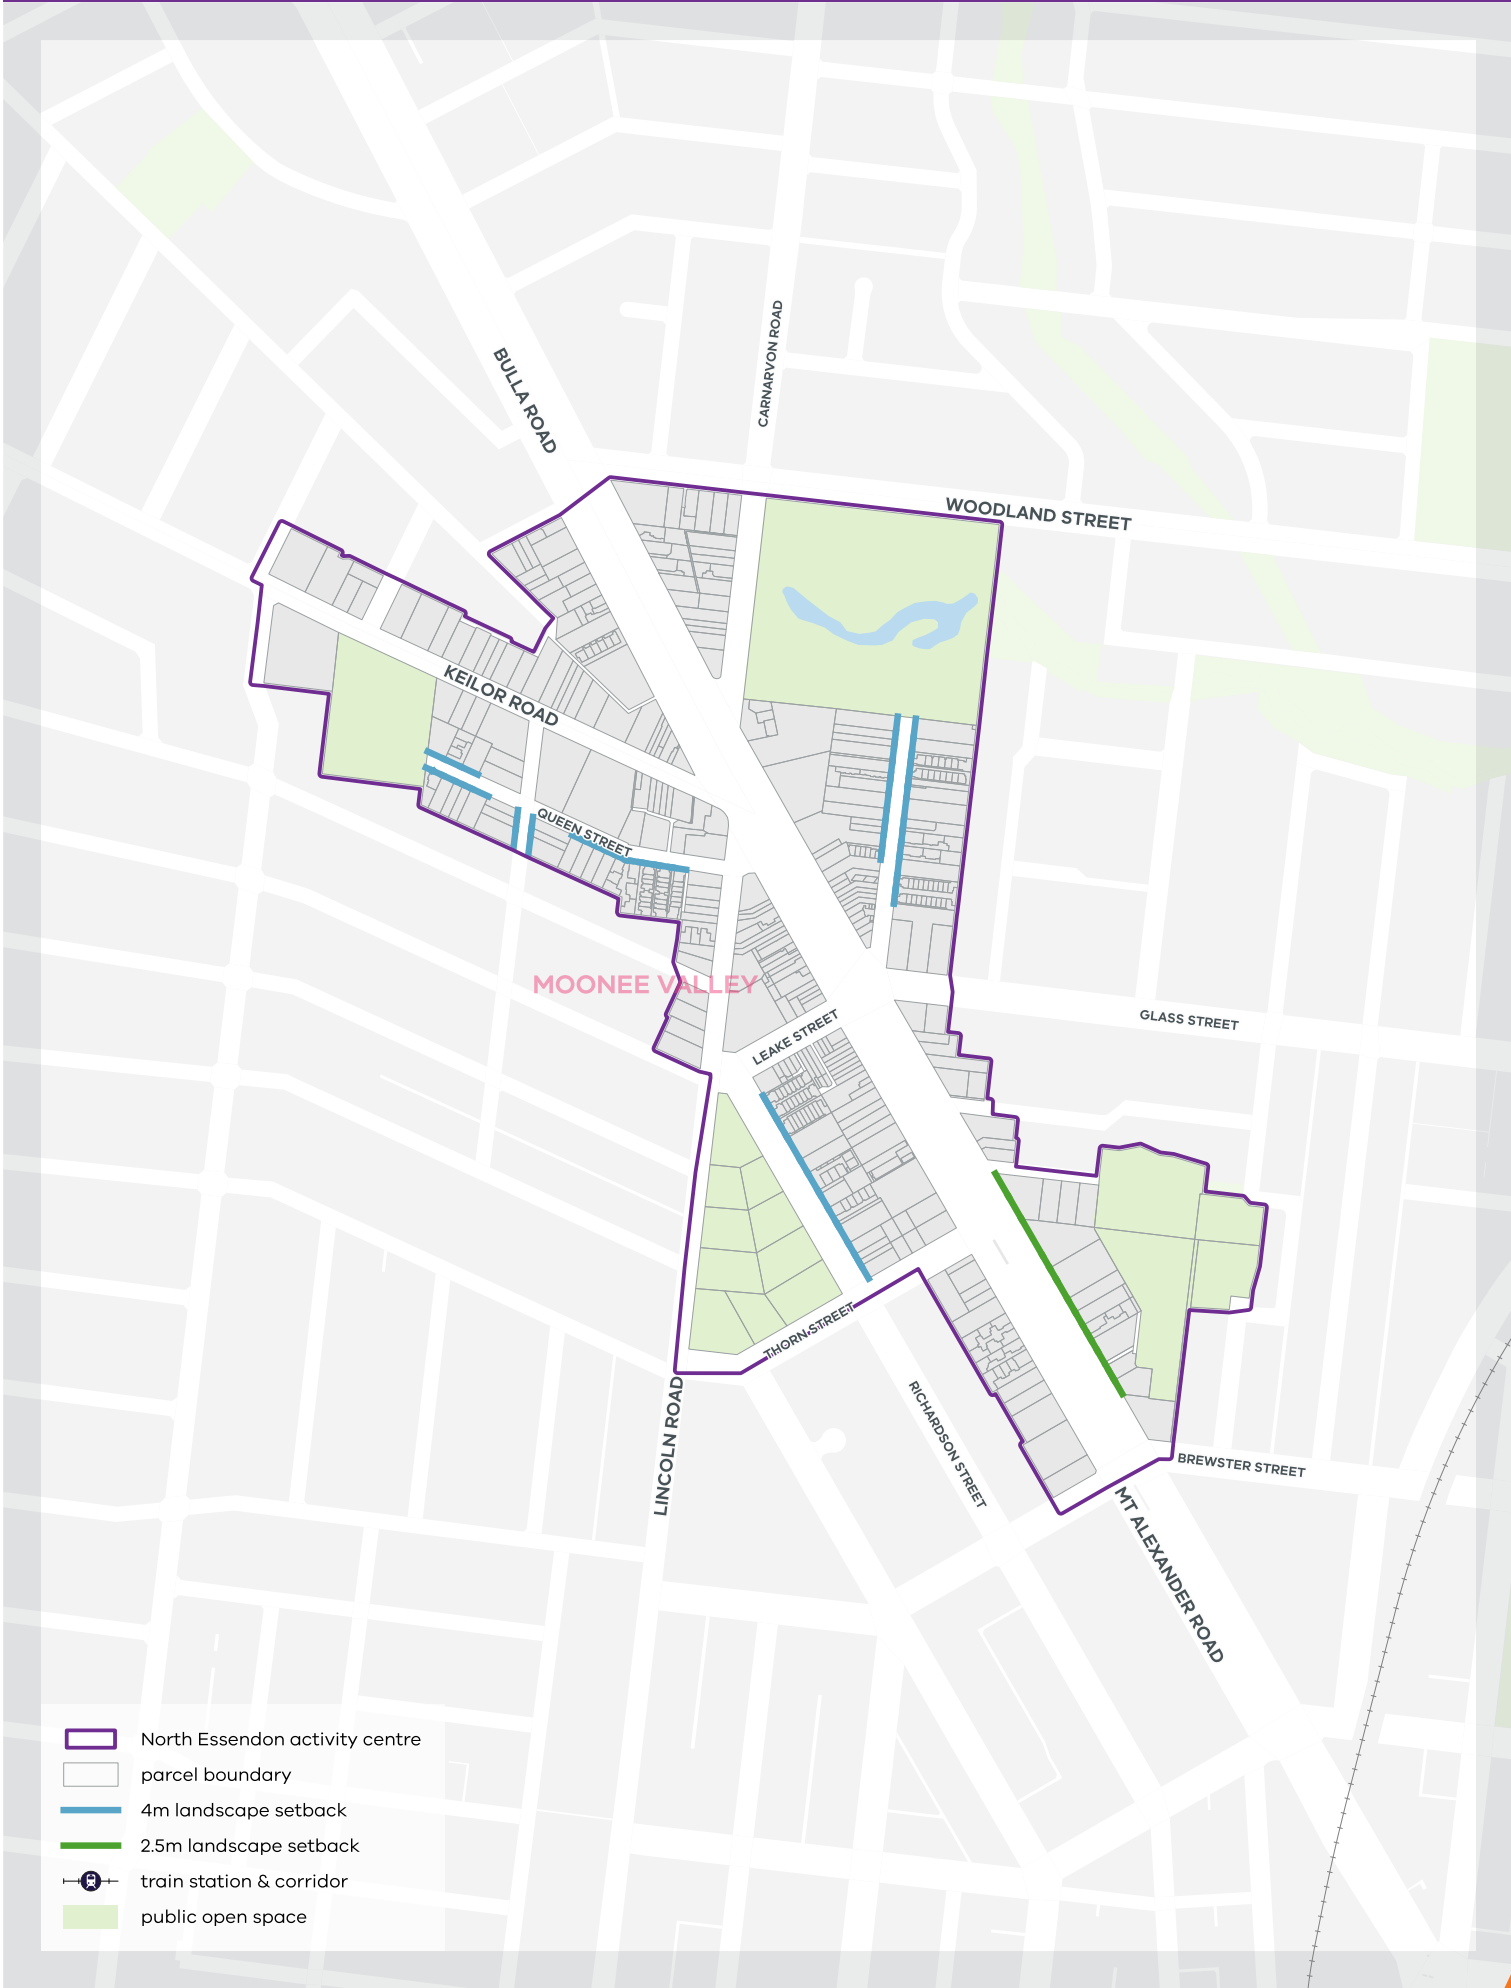 CARNARVON ROAD
BULLA ROAD
WOODLAND STREET
KEILOR ROAD
QUEEN STREET
MOONEE VALLEY
LEAKE STREET
GLASS STREET
THORN STREET
LINCOLN ROAD
RICHARDSON STREET
BREWSTER STREET
MT ALEXANDER ROAD
North Essendon activity centre
parcel boundary
4m landscape setback
2.5m landscape setback
train station & corridor
public open space